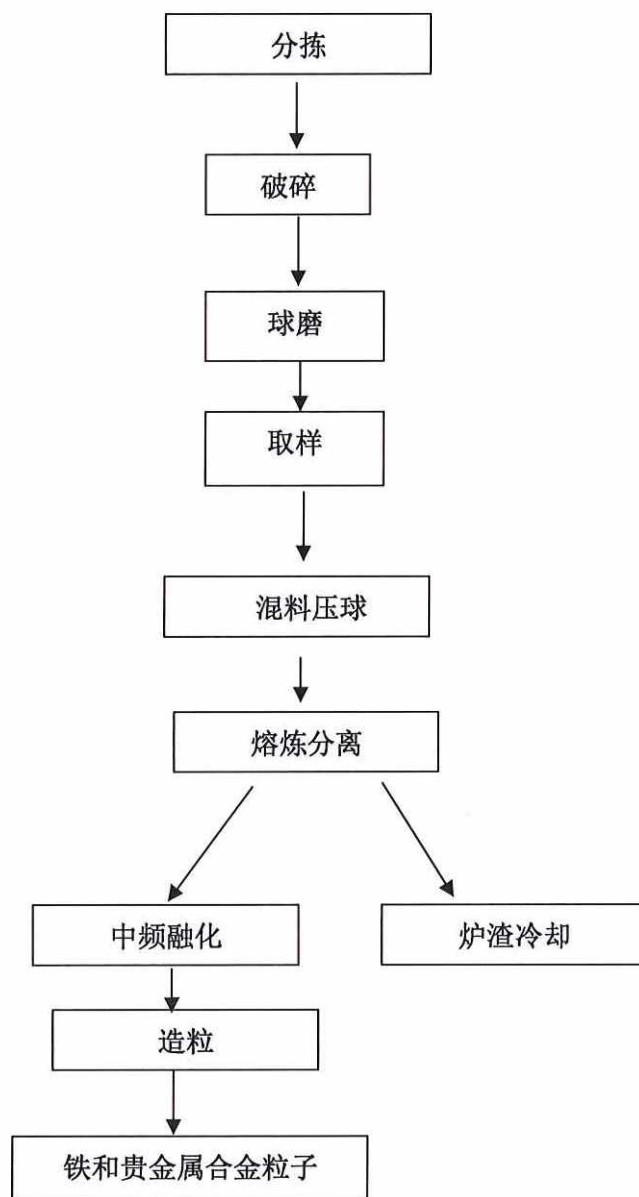 分拣
破碎
球磨
取样
混料压球
熔炼分离
中频融化
炉渣冷却
造粒
铁和贵金属合金粒子